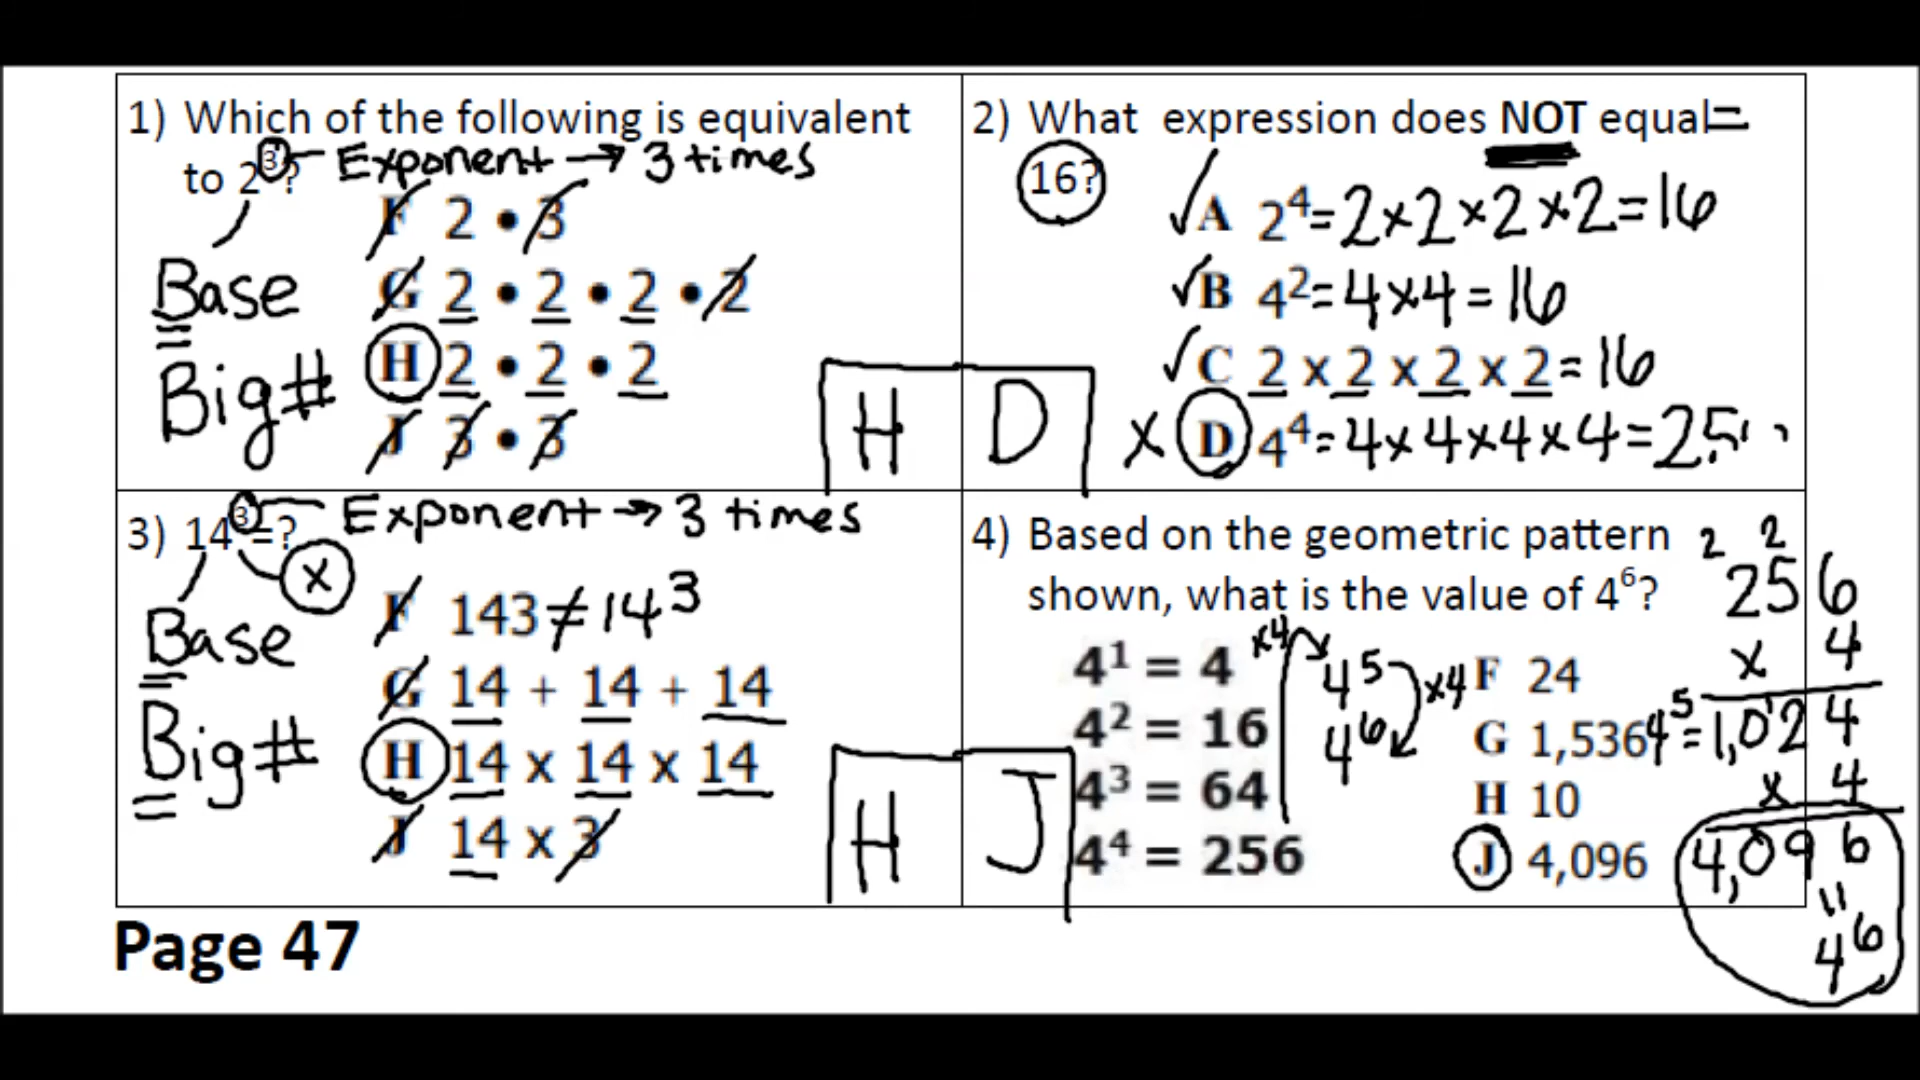 1) Which of the following is equivalent
to 2³? Exponent → 3 times
F 2 • 3
Base G 2 • 2 • 2 • 2
Big# H 2 • 2 • 2
J 3 • 3
H
2) What expression does NOT equal =
16?
✓ A 2⁴ = 2 x 2 x 2 x 2 = 16
✓ B 4² = 4 x 4 = 16
✓ C 2 x 2 x 2 x 2 = 16
x D 4⁴ = 4 x 4 x 4 x 4 =
D
3) 14³ =? Exponent → 3 times
x
F 143 ≠ 14³
Base G 14 + 14 + 14
Big# H 14 x 14 x 14
J 14 x 3
H
4) Based on the geometric pattern
shown, what is the value of 4⁶?
4¹ = 4 x4
4² = 16
4³ = 64
4⁴ = 256
4⁵ x4
4⁶
F 24
G 1,536
H 10
J 4,096
J
2 2
256
x 4
4⁵ = 1,024
x 4
4,096
=
4⁶
Page 47